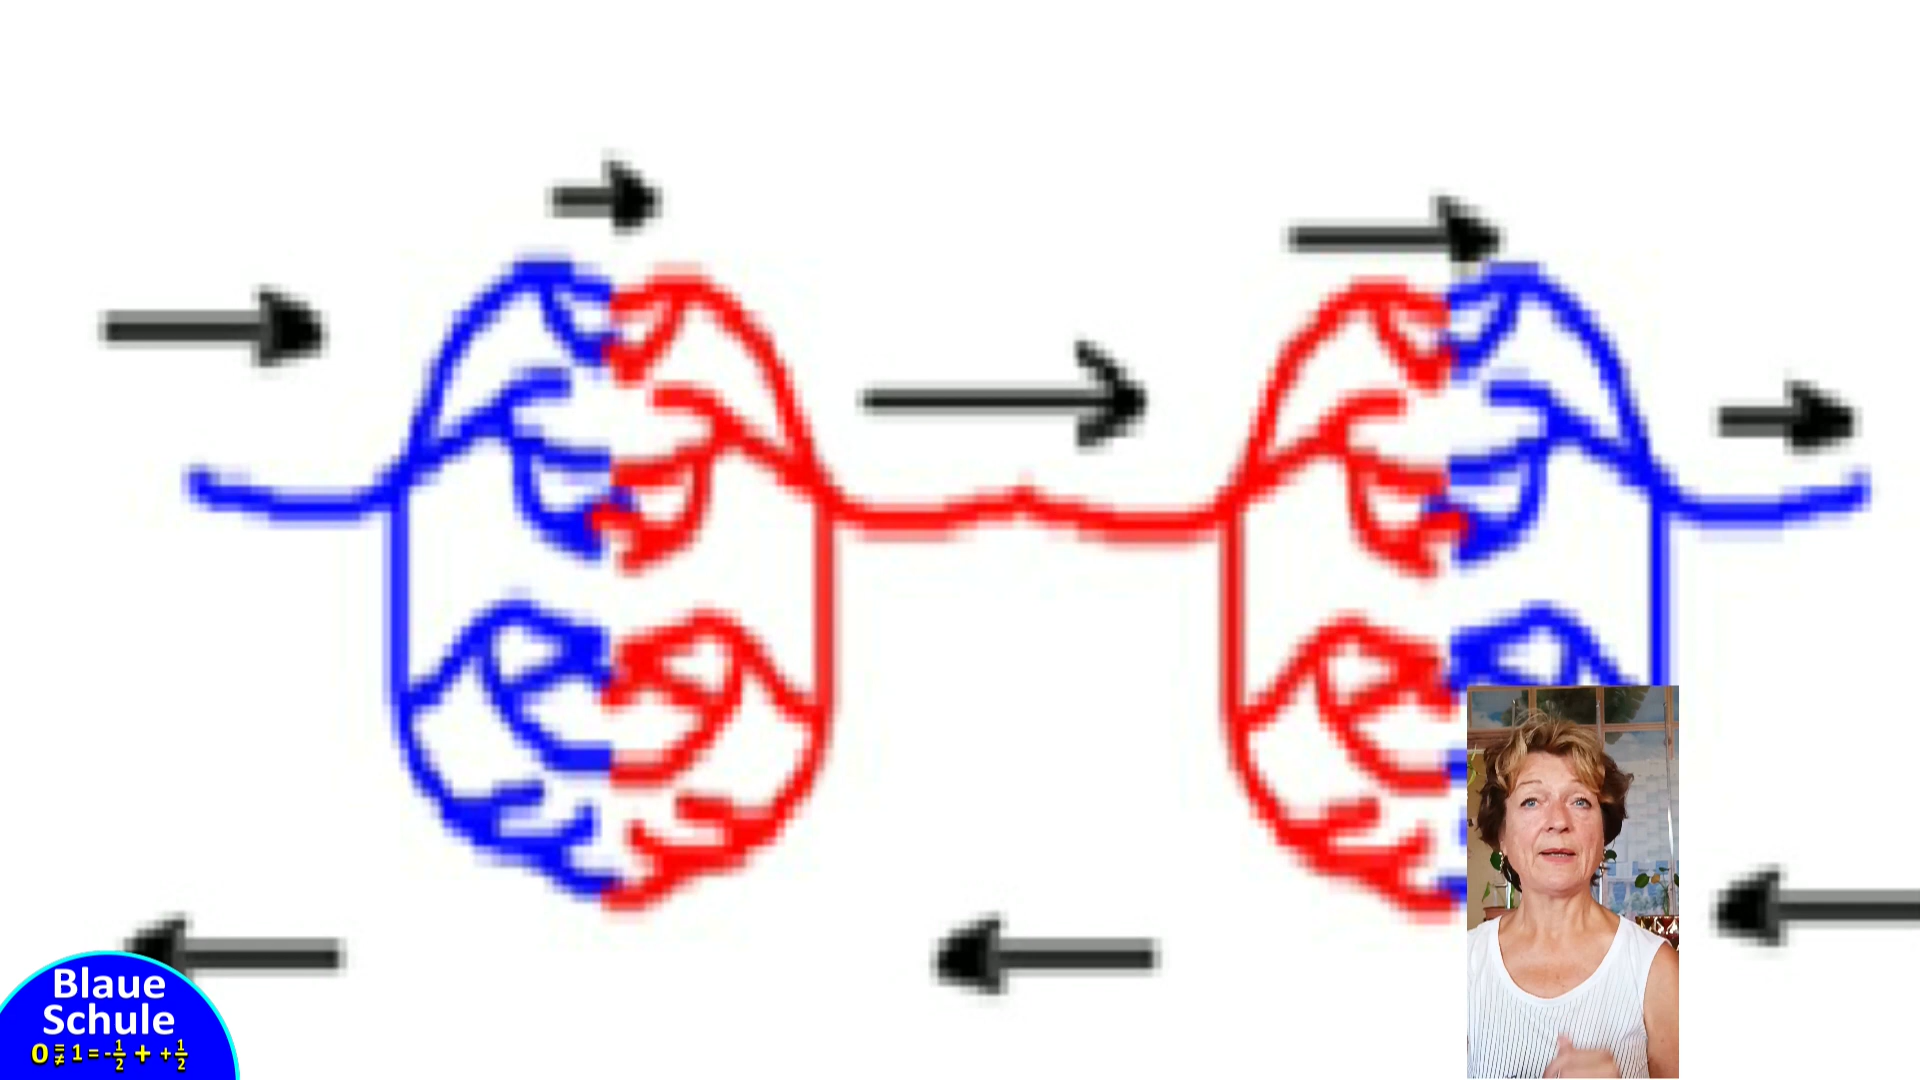 Blaue
Schule
0 ≡≠ 1 = -1/2 + +1/2